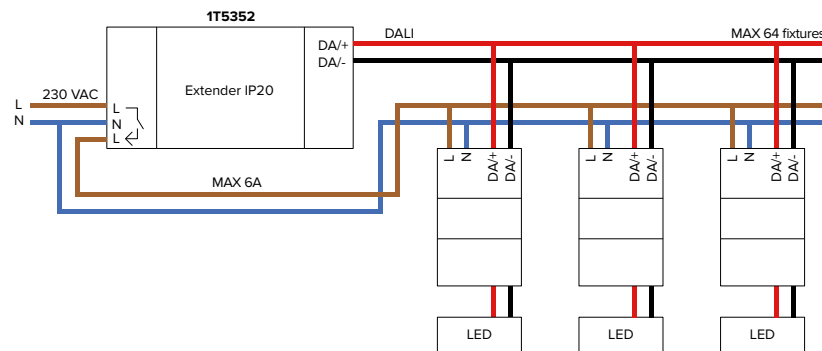 1T5352
DA/+
DALI
MAX 64 fixtures
DA/-
Extender IP20
230 VAC
L
L
N
N
L
MAX 6A
L
N
DA/+
DA/-
L
N
DA/+
DA/-
L
N
DA/+
DA/-
LED
LED
LED